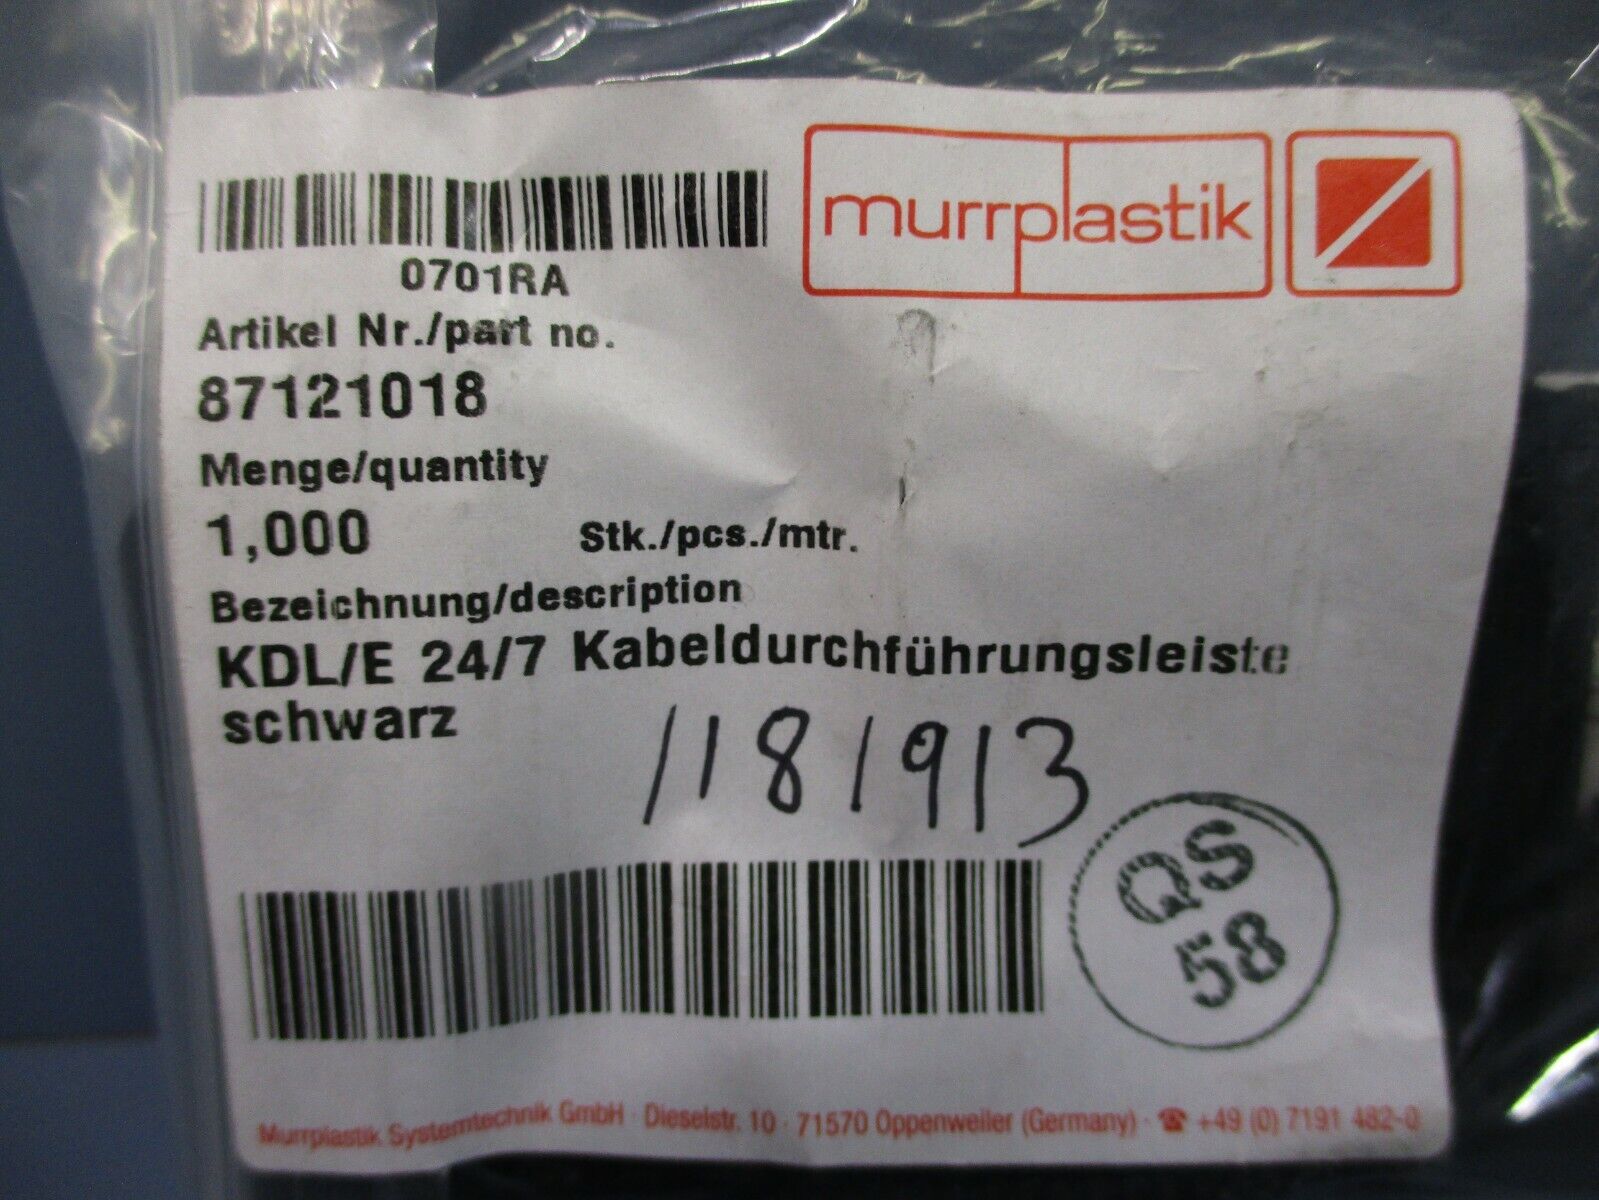 murrplastik
0701RA
Artikel Nr./part no.
87121018
Menge/quantity
1,000 Stk./pcs./mtr.
Bezeichnung/description
KDL/E 24/7 Kabeldurchführungsleiste
schwarz
1181913
QS
58
Murrplastik Systemtechnik GmbH · Dieselstr. 10 · 71570 Oppenweiler (Germany) · ☎ +49 (0) 7191 482-0